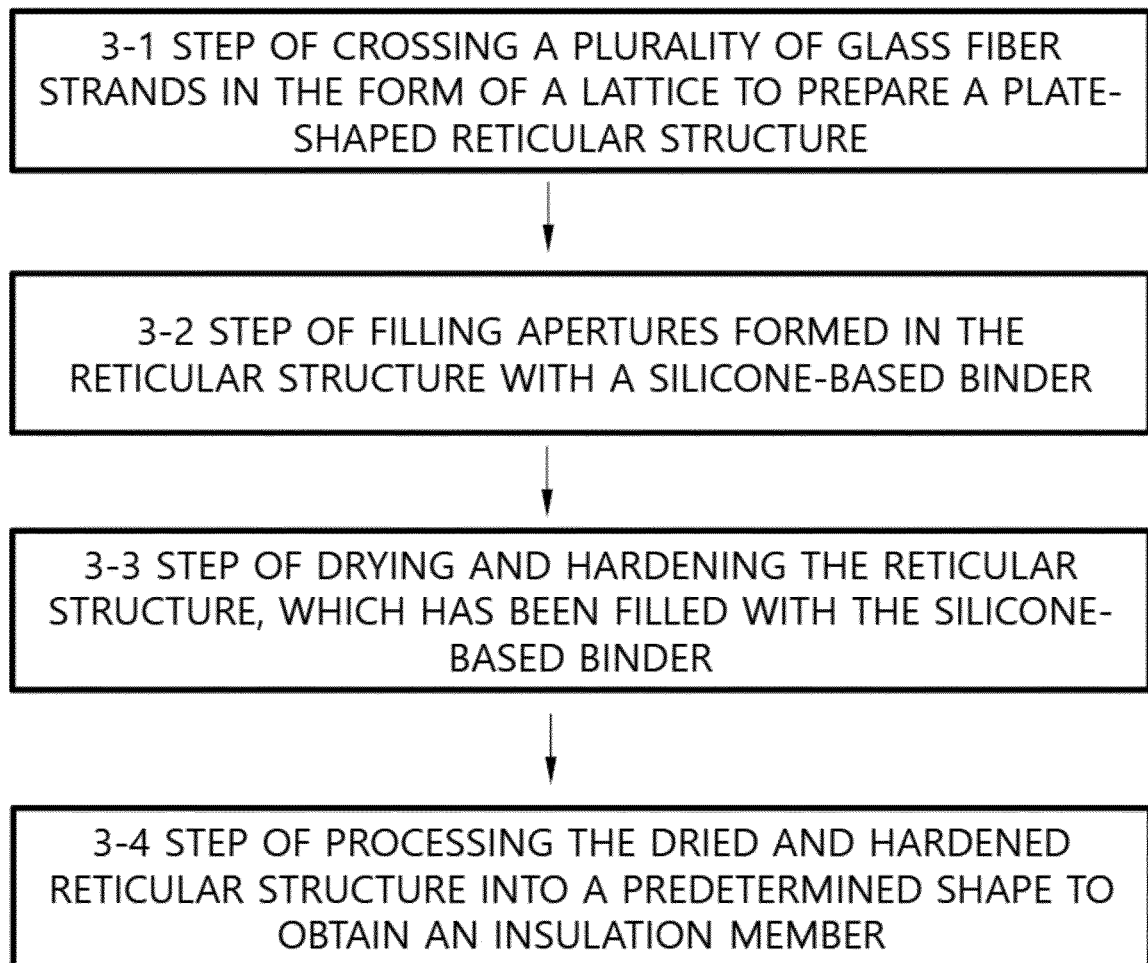 3-1 STEP OF CROSSING A PLURALITY OF GLASS FIBER
STRANDS IN THE FORM OF A LATTICE TO PREPARE A PLATE-
SHAPED RETICULAR STRUCTURE
3-2 STEP OF FILLING APERTURES FORMED IN THE
RETICULAR STRUCTURE WITH A SILICONE-BASED BINDER
3-3 STEP OF DRYING AND HARDENING THE RETICULAR
STRUCTURE, WHICH HAS BEEN FILLED WITH THE SILICONE-
BASED BINDER
3-4 STEP OF PROCESSING THE DRIED AND HARDENED
RETICULAR STRUCTURE INTO A PREDETERMINED SHAPE TO
OBTAIN AN INSULATION MEMBER